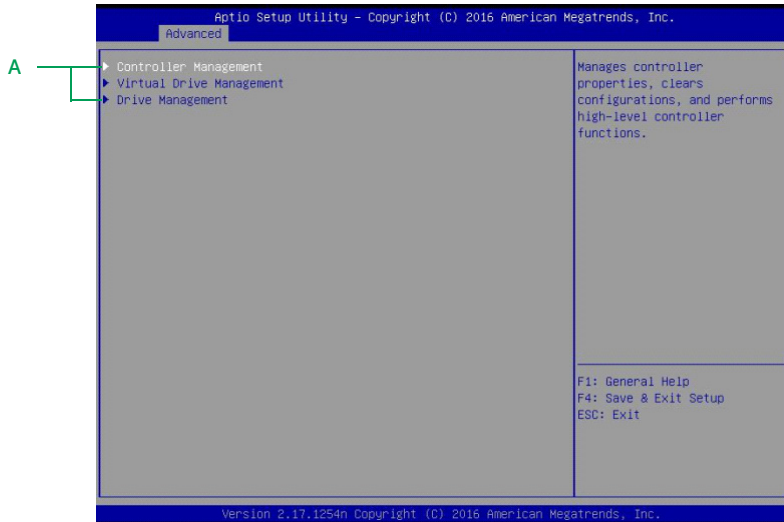 Aptio Setup Utility – Copyright (C) 2016 American Megatrends, Inc.
Advanced
A
Controller Management
Virtual Drive Management
Drive Management
Manages controller
properties, clears
configurations, and performs
high-level controller
functions.
F1: General Help
F4: Save & Exit Setup
ESC: Exit
Version 2.17.1254n Copyright (C) 2016 American Megatrends, Inc.